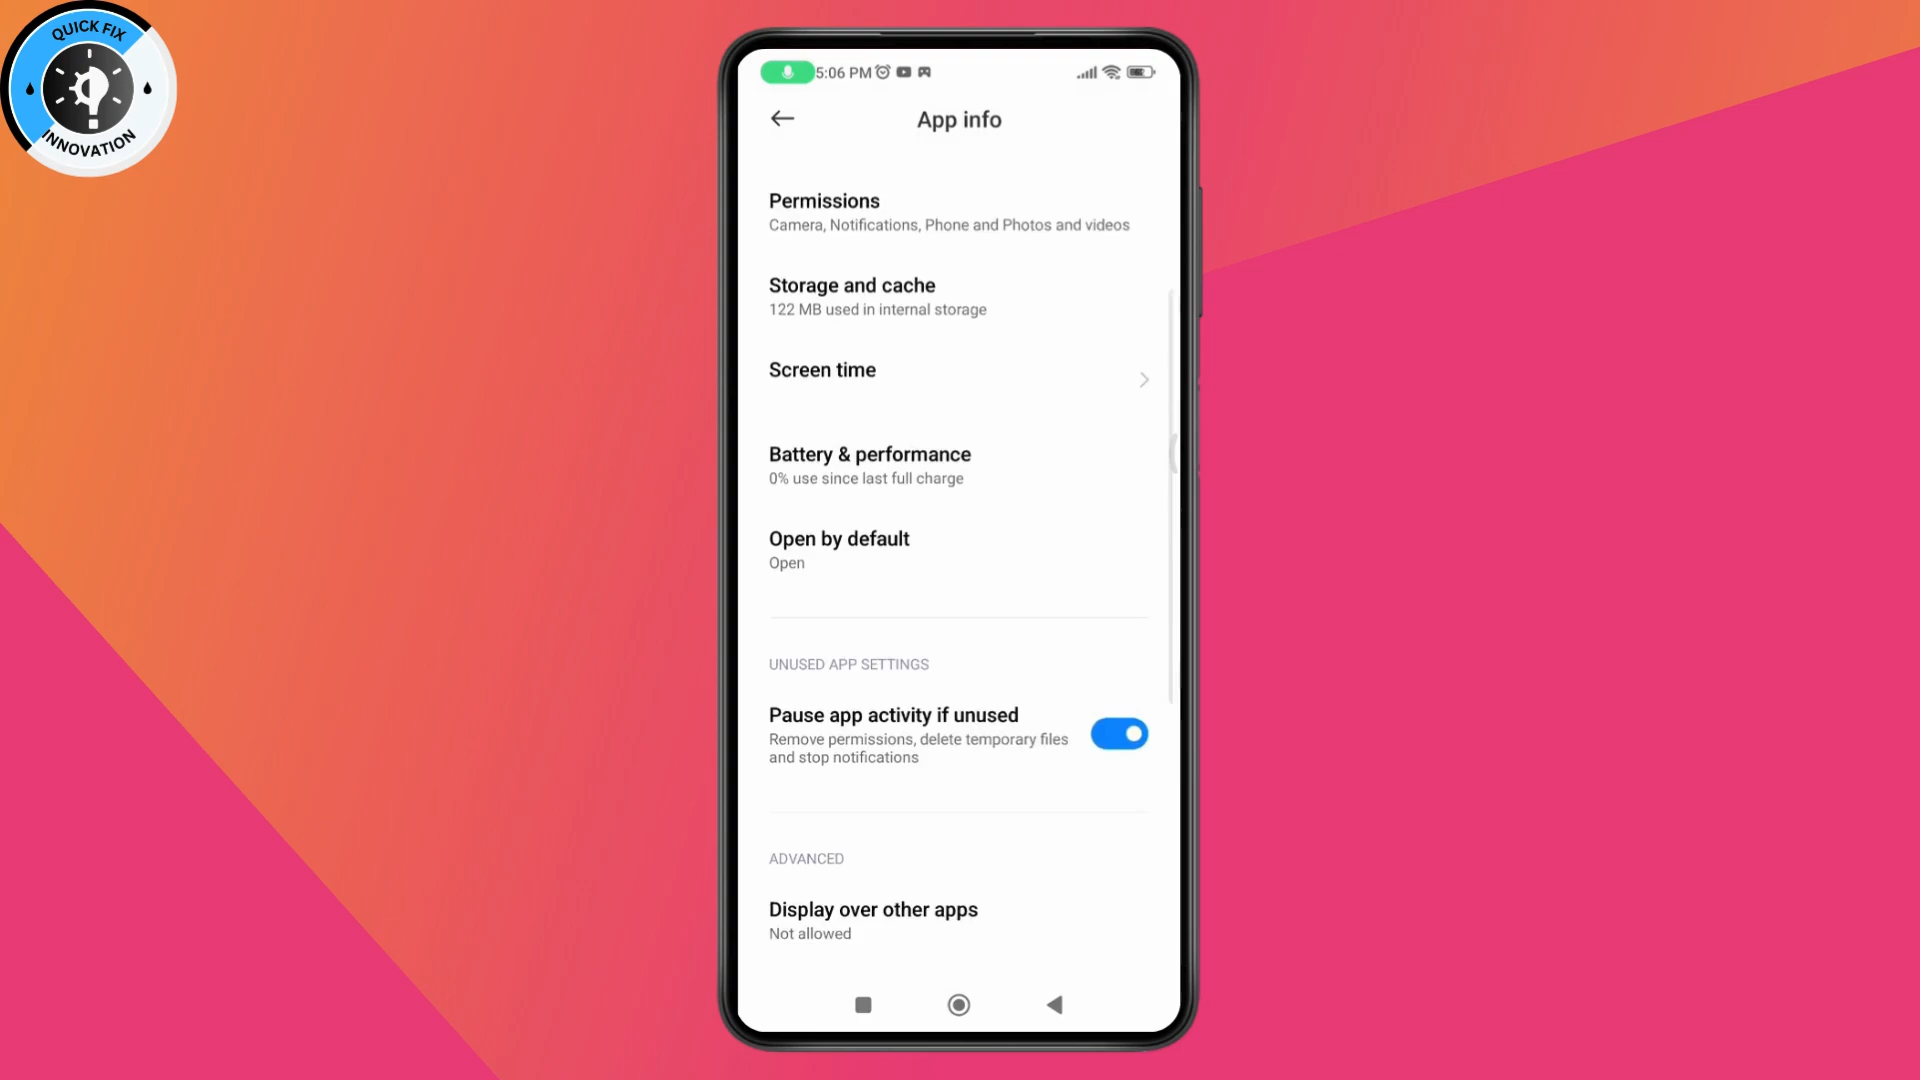 QUICK FIX
INNOVATION
5:06 PM
App info
Permissions
Camera, Notifications, Phone and Photos and videos
Storage and cache
122 MB used in internal storage
Screen time
Battery & performance
0% use since last full charge
Open by default
Open
UNUSED APP SETTINGS
Pause app activity if unused
Remove permissions, delete temporary files
and stop notifications
ADVANCED
Display over other apps
Not allowed